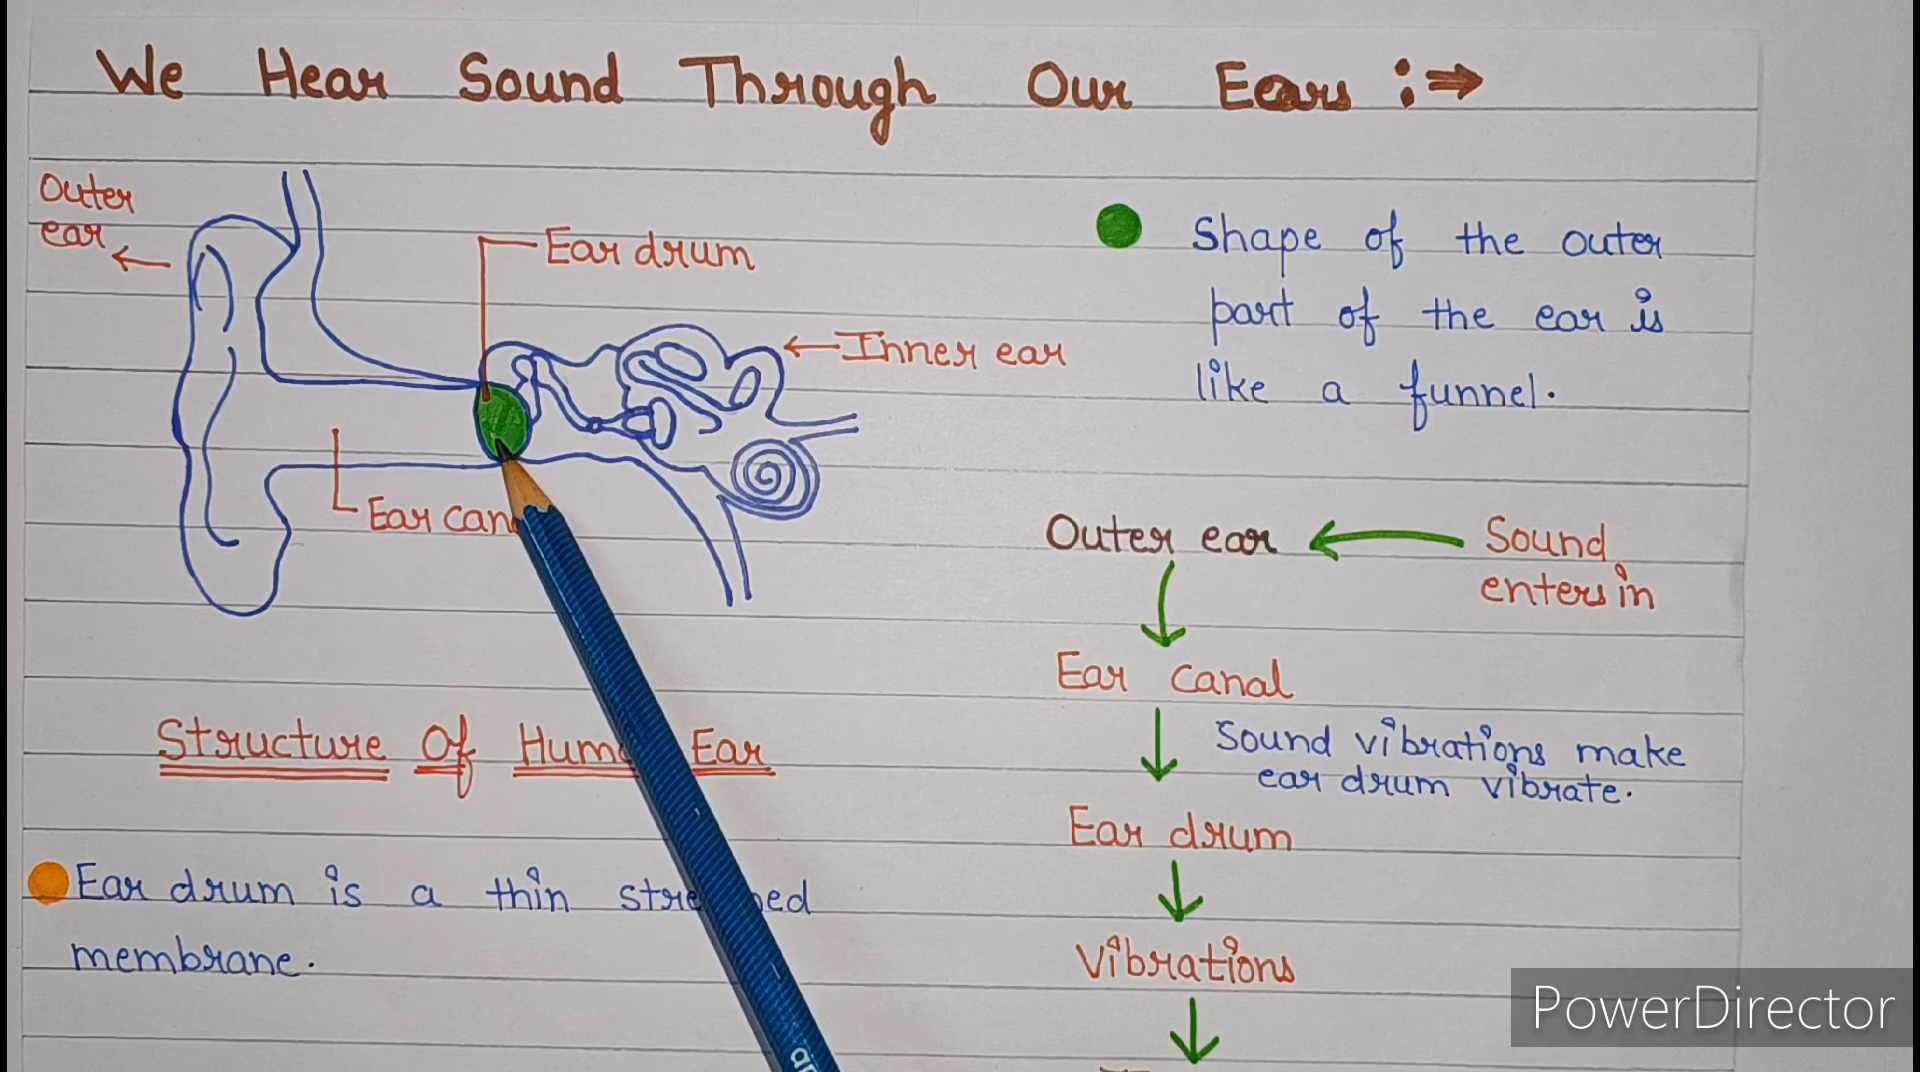 We Hear Sound Through Our Ears :⇒
Outer
ear ←
Ear drum
← Inner ear
Ear can
Structure Of Hum Ear
Ear drum is a thin stre ed
membrane.
Shape of the outer
part of the ear is
like a funnel.
Outer ear ← Sound
enters in
↓
Ear canal
↓ Sound vibrations make
ear drum vibrate.
Ear drum
↓
Vibrations
↓
PowerDirector